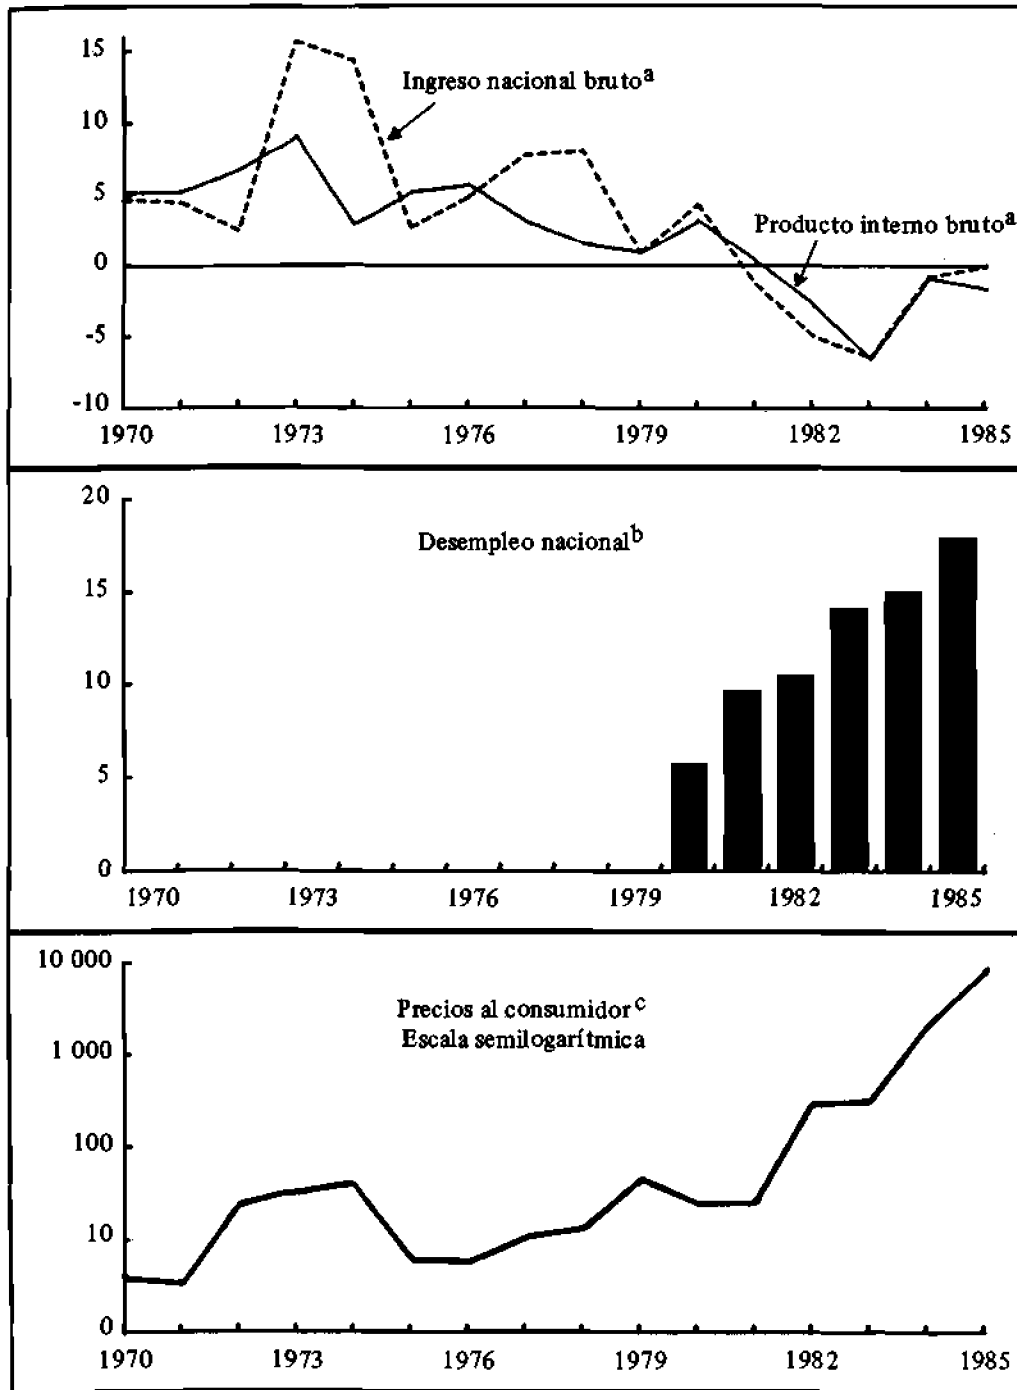 15
Ingreso nacional bruto a
10
5
Producto interno bruto a
0
-5
-10
1970 1973 1976 1979 1982 1985
20
Desempleo nacional b
15
10
5
0
1970 1973 1976 1979 1982 1985
10 000
Precios al consumidor c
Escala semilogarítmica
1 000
100
10
0
1970 1973 1976 1979 1982 1985